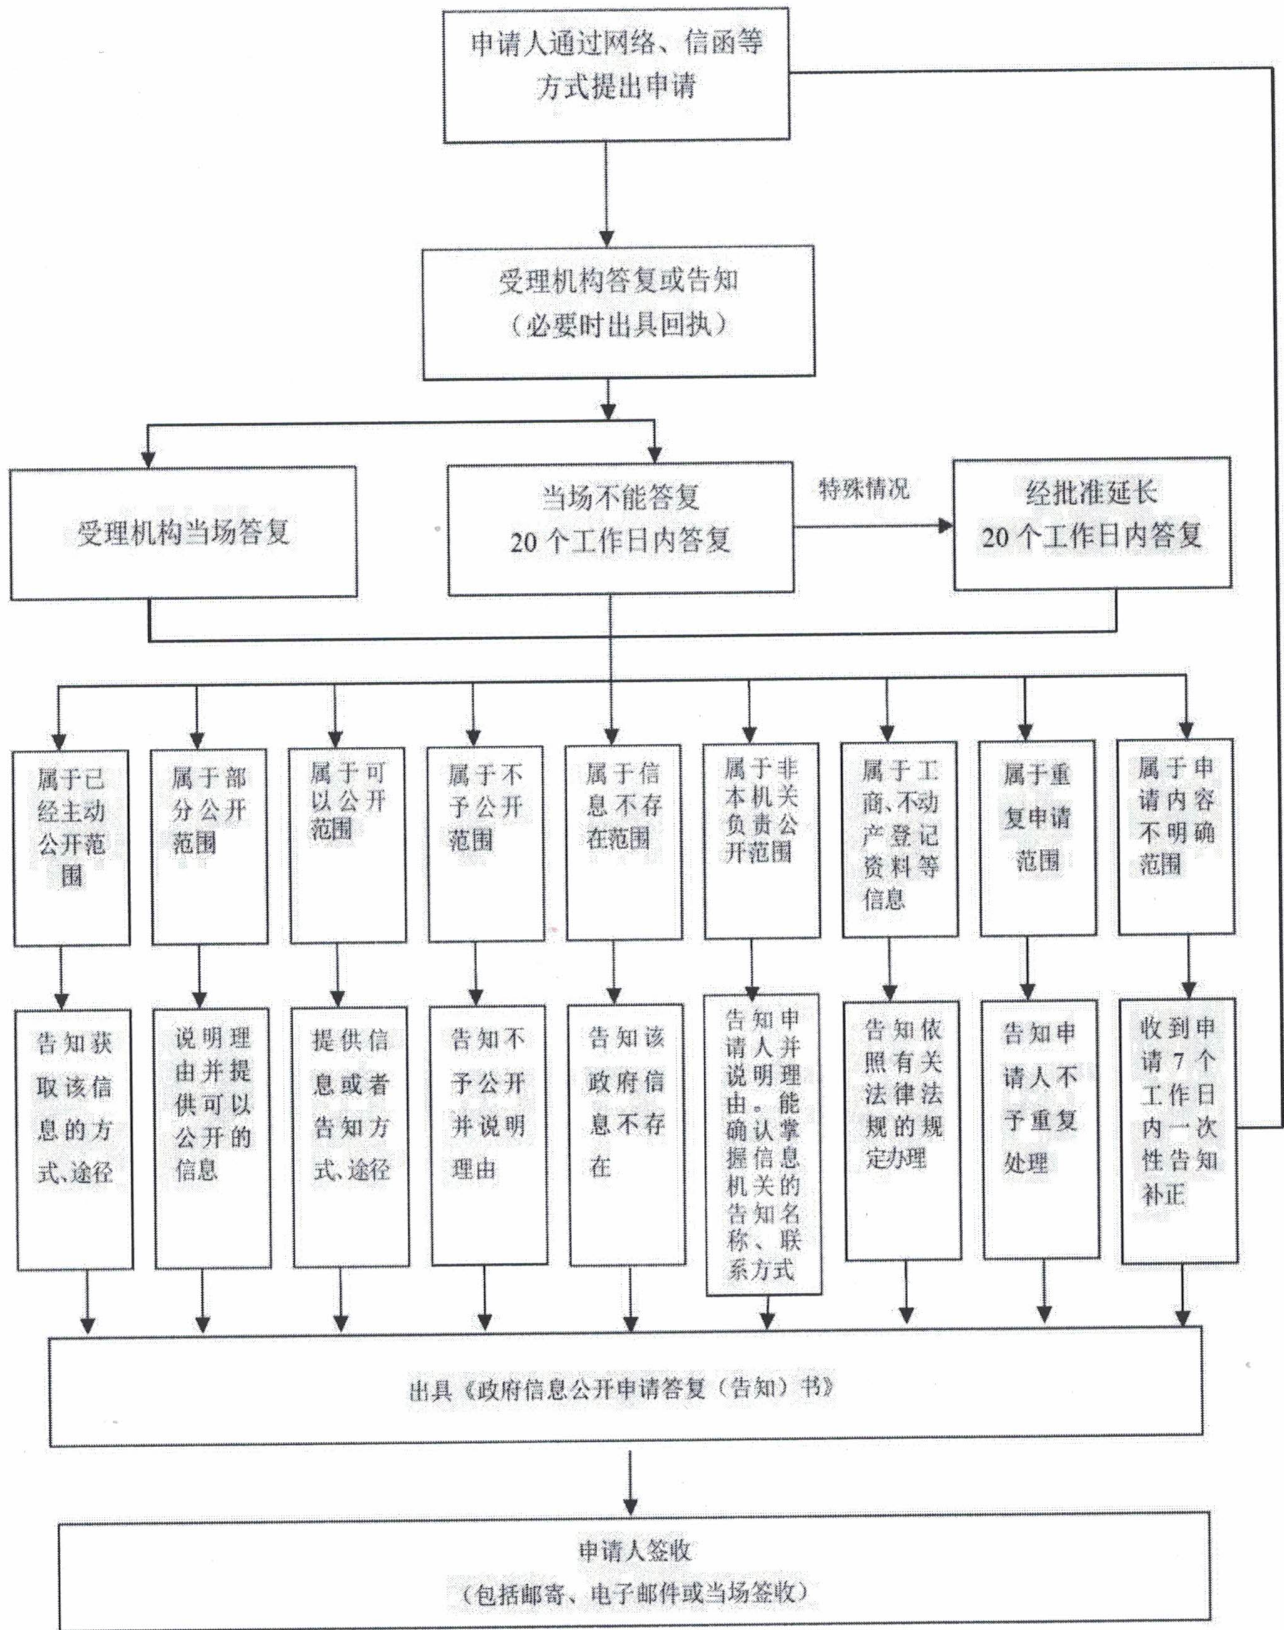 申请人通过网络、信函等
方式提出申请
受理机构答复或告知
（必要时出具回执）
受理机构当场答复
当场不能答复
20 个工作日内答复
特殊情况
经批准延长
20 个工作日内答复
属于已
经主动
公开范
围
属于部
分公开
范围
属于可
以公开
范围
属于不
予公开
范围
属于信
息不存
在范围
属于非
本机关
负责公
开范围
属于工
商、不动
产登记
资料等
信息
属于重
复申请
范围
属于申
请内容
不明确
范围
告知获
取该信
息的方
式、途径
说明理
由并提
供可以
公开的
信息
提供信
息或者
告知方
式、途径
告知不
予公开
并说明
理由
告知该
政府信
息不存
在
告知申
请人并
说明理
由。能
确认掌
握信息
机关的
告知名
称、联
系方式
告知依
照有关
法律法
规的规
定办理
告知申
请人不
予重复
处理
收到申
请 7 个
工作日
内一次
性告知
补正
出具《政府信息公开申请答复（告知）书》
申请人签收
（包括邮寄、电子邮件或当场签收）